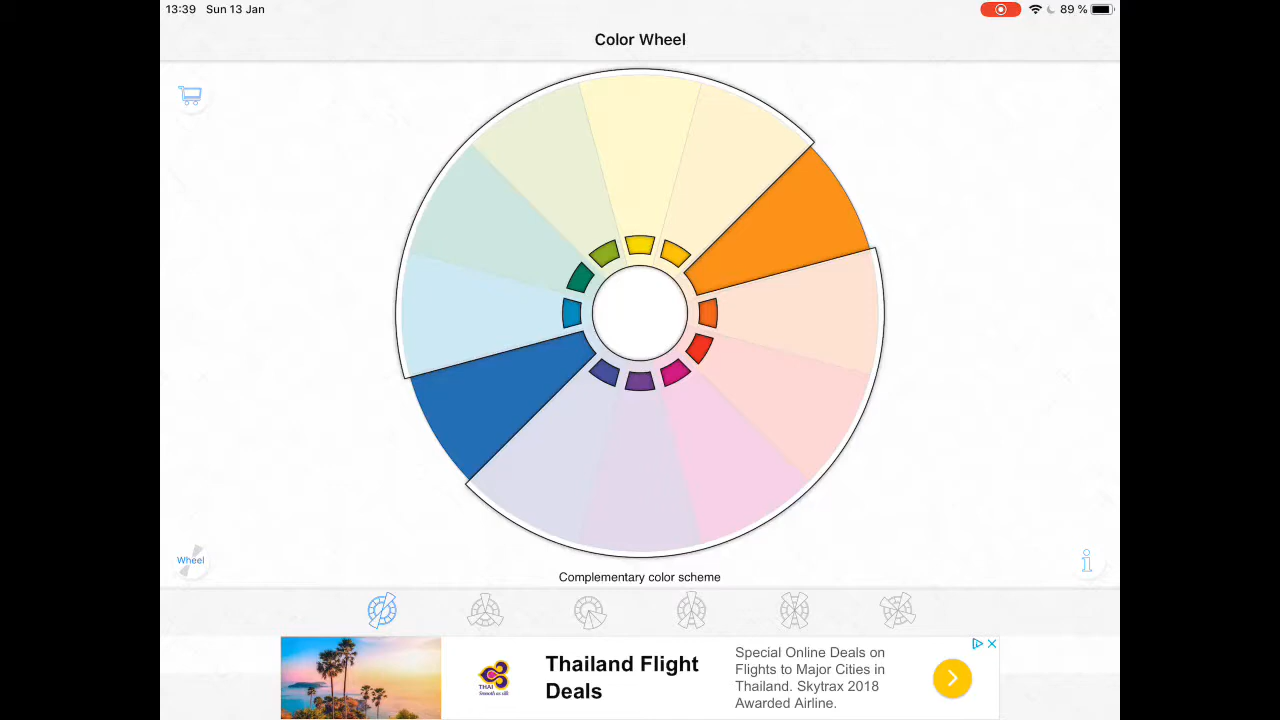 13:39 Sun 13 Jan 89 %
Color Wheel
Wheel
Complementary color scheme
Thailand Flight
Deals
Special Online Deals on
Flights to Major Cities in
Thailand. Skytrax 2018
Awarded Airline.
THAI